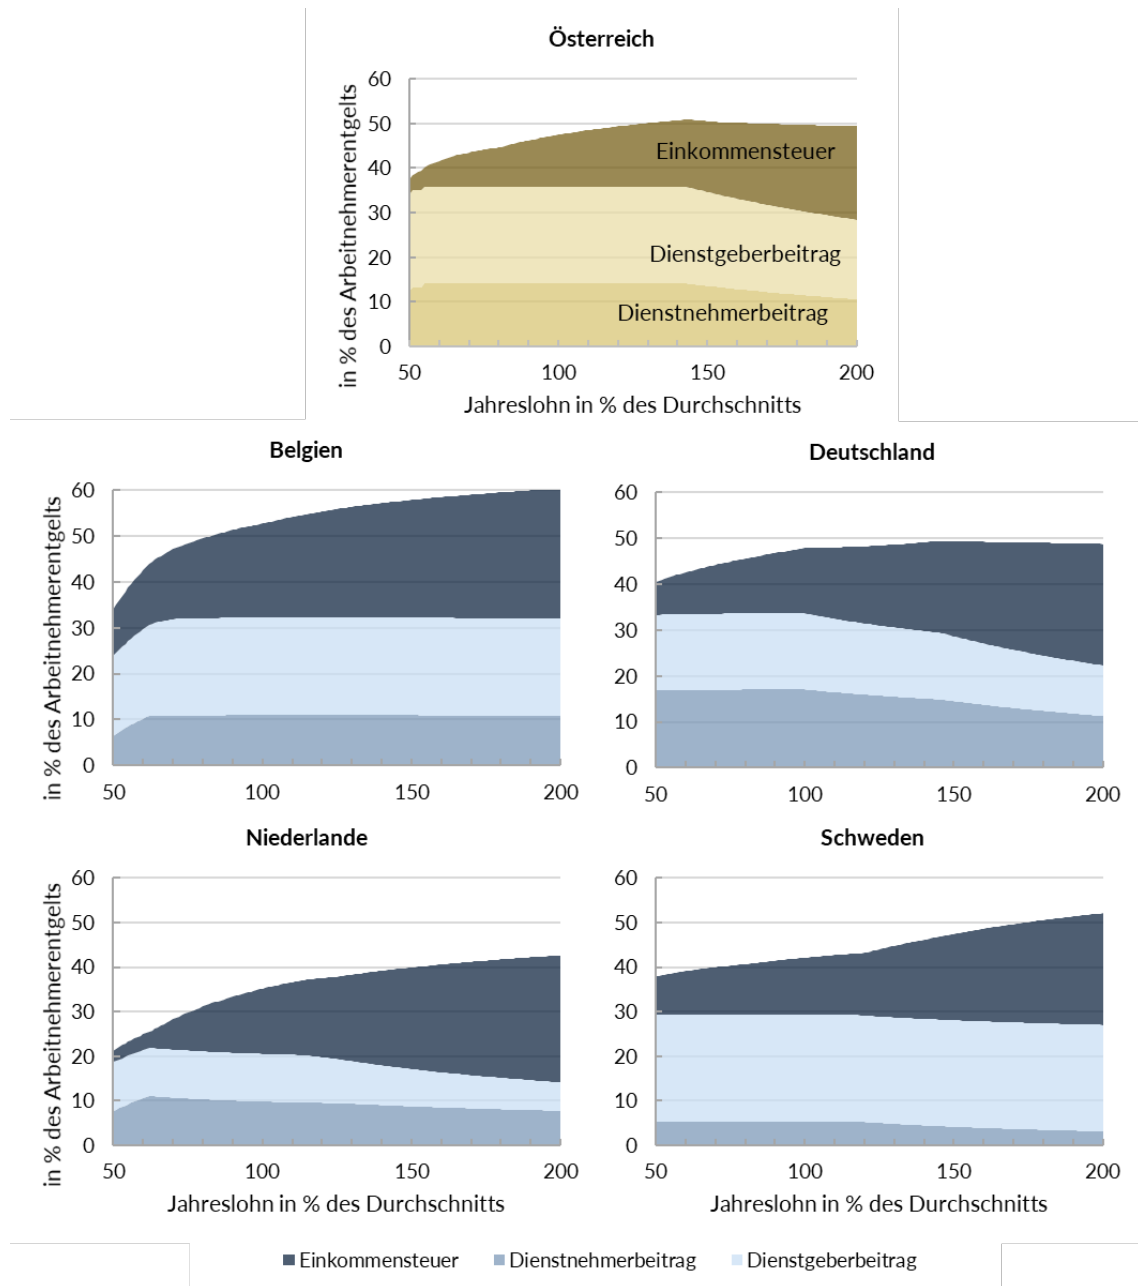 Österreich
in % des Arbeitnehmerentgelts
60
50
40
30
20
10
0
Einkommensteuer
Dienstgeberbeitrag
Dienstnehmerbeitrag
50 100 150 200
Jahreslohn in % des Durchschnitts
Belgien
in % des Arbeitnehmerentgelts
60
50
40
30
20
10
0
50 100 150 200
Deutschland
60
50
40
30
20
10
0
50 100 150 200
Niederlande
in % des Arbeitnehmerentgelts
60
50
40
30
20
10
0
50 100 150 200
Jahreslohn in % des Durchschnitts
Schweden
60
50
40
30
20
10
0
50 100 150 200
Jahreslohn in % des Durchschnitts
Einkommensteuer Dienstnehmerbeitrag Dienstgeberbeitrag